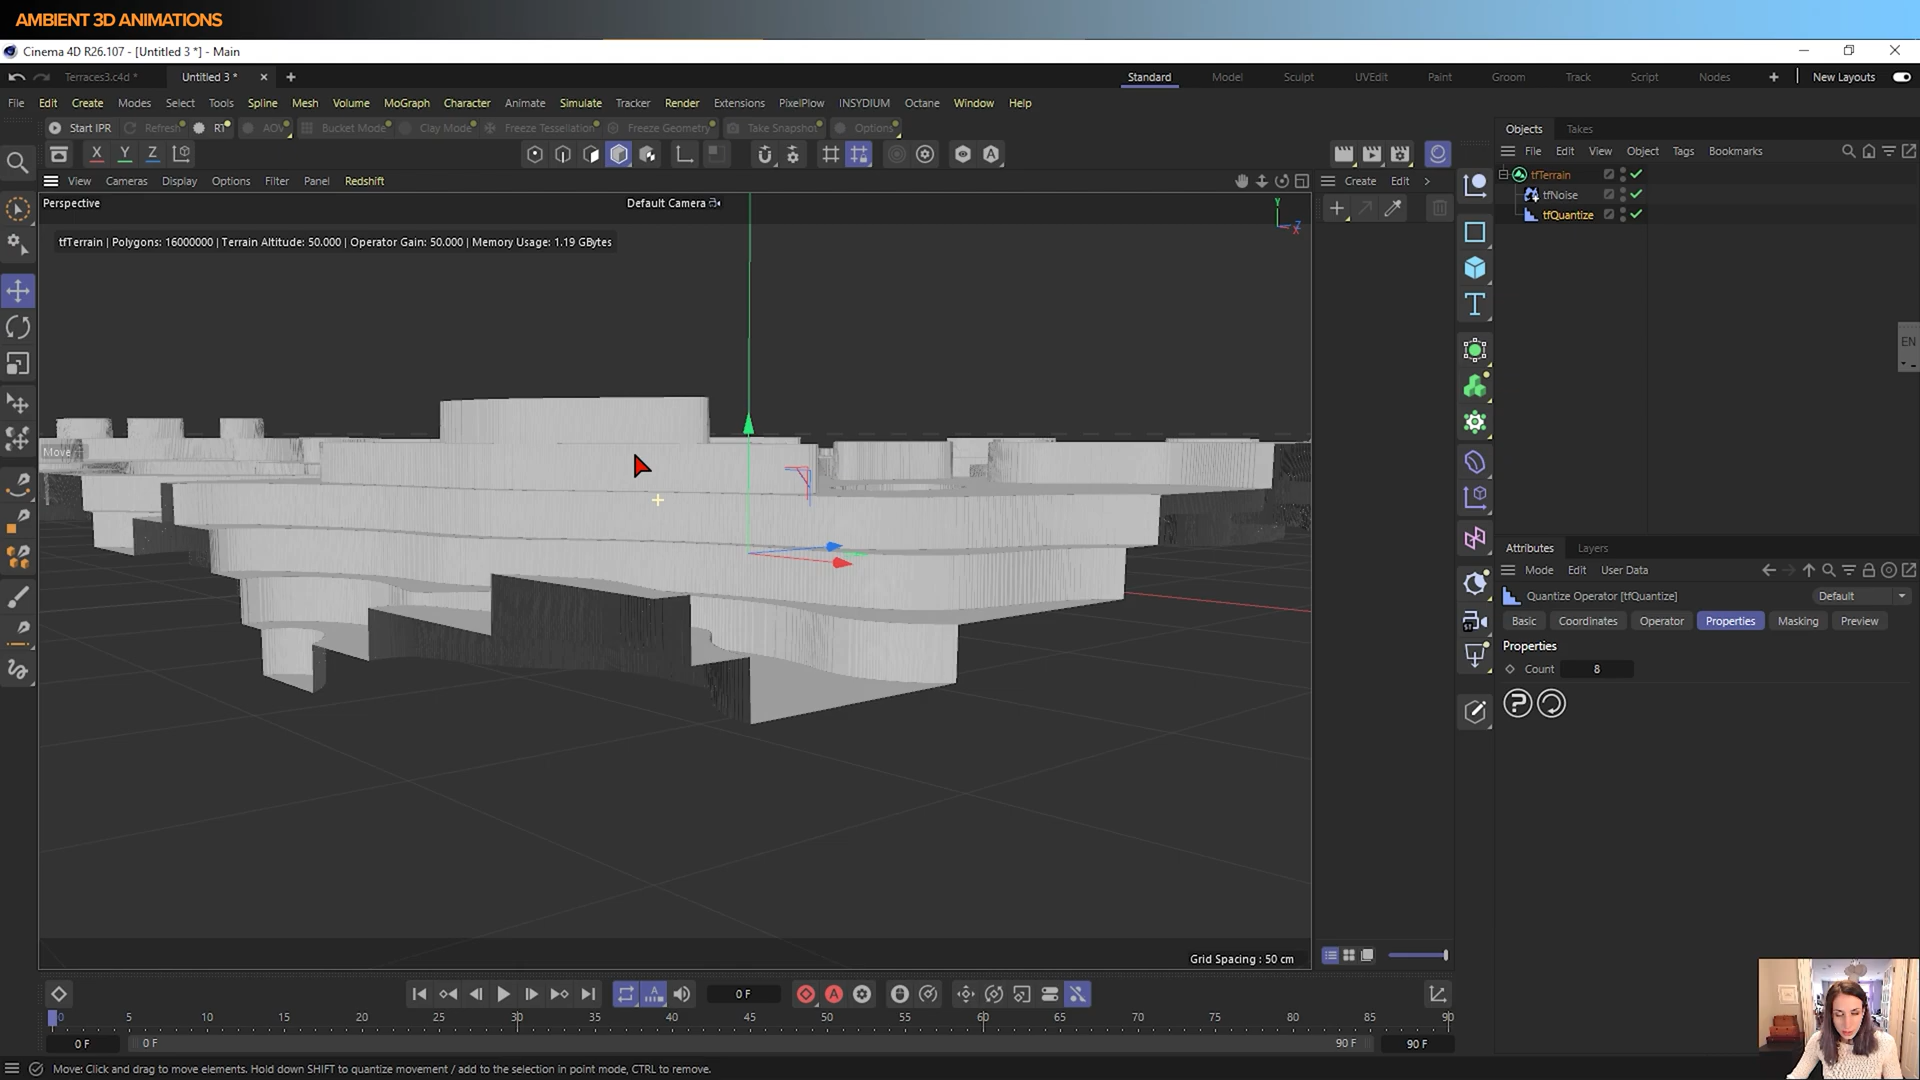 AMBIENT 3D ANIMATIONS
Cinema 4D R26.107 - [Untitled 3 *] - Main
Terraces3.c4d *
Untitled 3 *
Standard
Model
Sculpt
UVEdit
Paint
Groom
Track
Script
Nodes
New Layouts
File Edit Create Modes Select Tools Spline Mesh Volume MoGraph Character Animate Simulate Tracker Render Extensions PixelPlow INSYDIUM Octane Window Help
Start IPR Refresh RT AOV Bucket Mode Clay Mode Freeze Tessellation Freeze Geometry Take Snapshot Options
Objects Takes
File Edit View Object Tags Bookmarks
X Y Z
View Cameras Display Options Filter Panel Redshift
Create Edit
Perspective
Default Camera
tfTerrain | Polygons: 16000000 | Terrain Altitude: 50.000 | Operator Gain: 50.000 | Memory Usage: 1.19 GBytes
Y
Z
X
tfTerrain
tfNoise
tfQuantize
EN
Move
Attributes Layers
Mode Edit User Data
Quantize Operator [tfQuantize]
Default
Basic Coordinates Operator Properties Masking Preview
Properties
Count 8
Grid Spacing : 50 cm
0 F
0 5 10 15 20 25 30 35 40 45 50 55 60 65 70 75 80 85 90
0 F 0 F 90 F 90 F
Move: Click and drag to move elements. Hold down SHIFT to quantize movement / add to the selection in point mode, CTRL to remove.